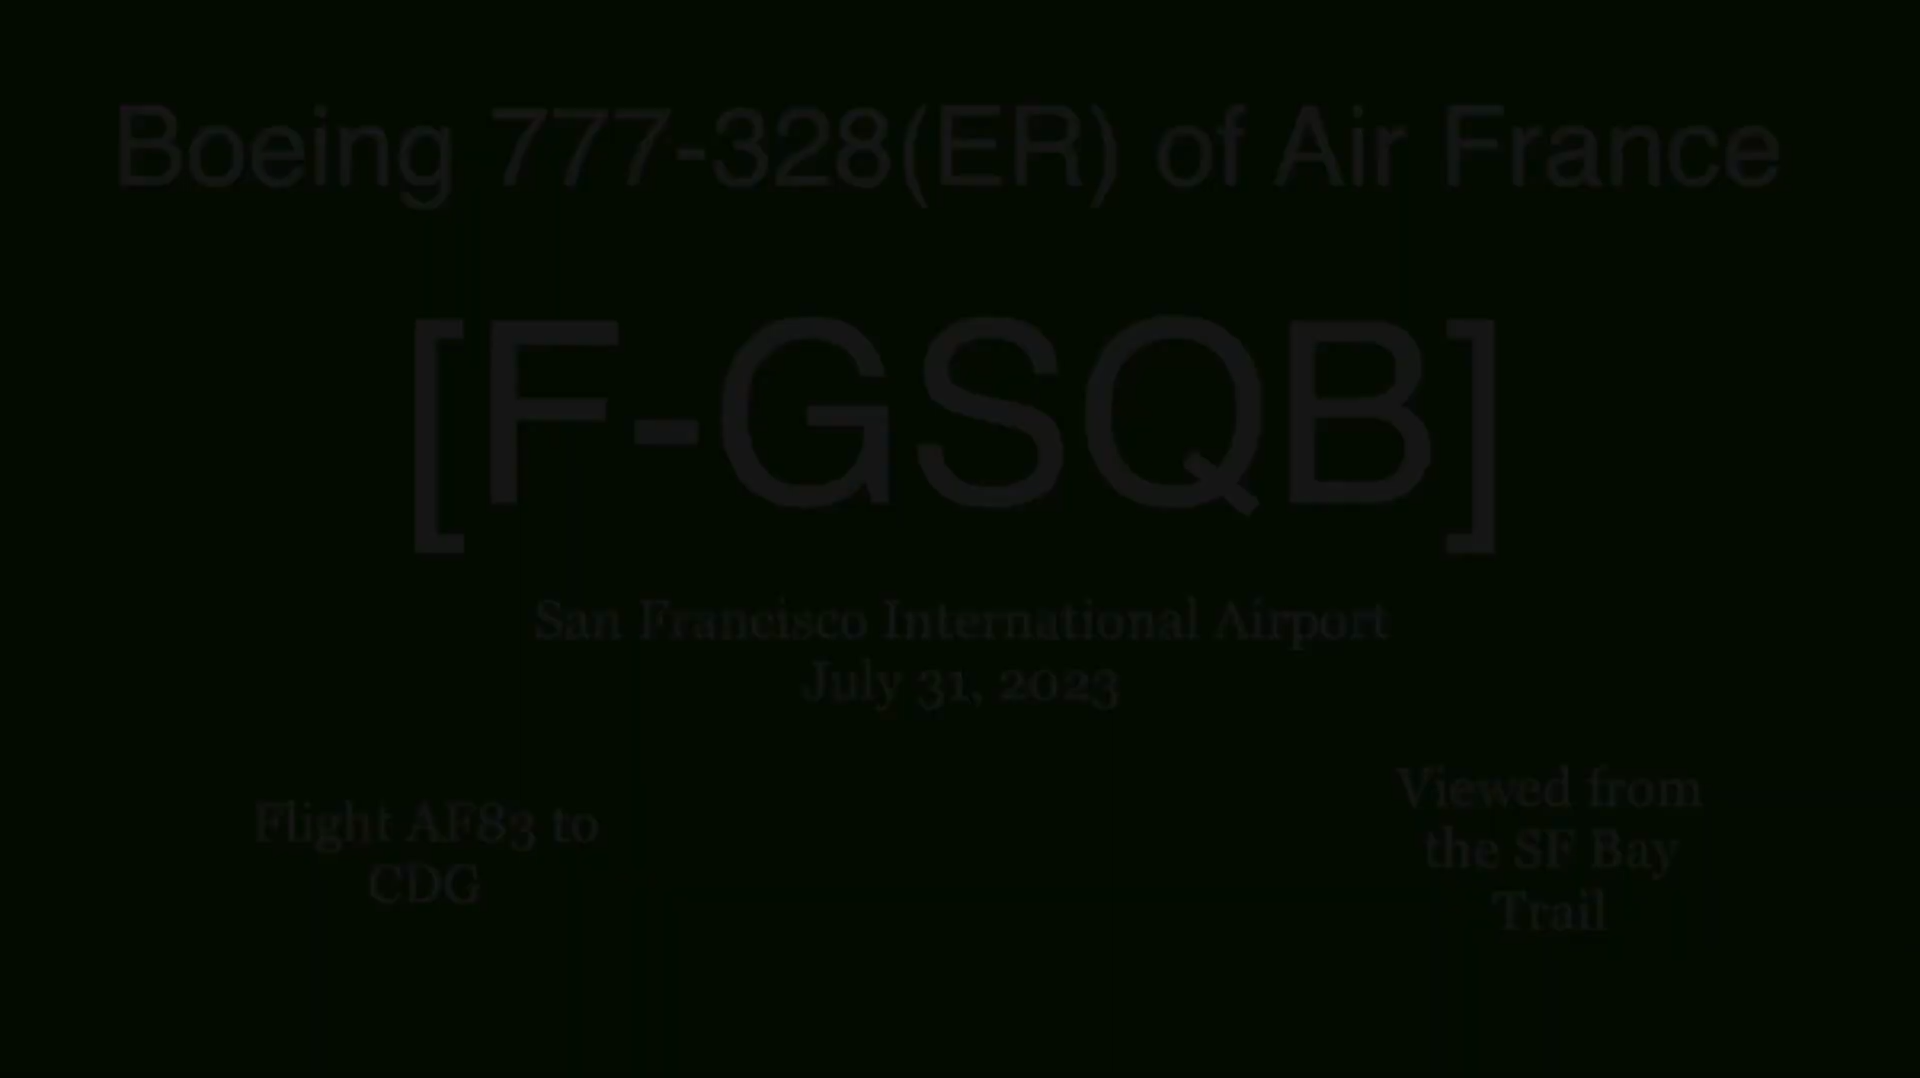 Boeing 777-328(ER) of Air France
[F-GSQB]
San Francisco International Airport
July 31, 2023
Flight AF83 to
CDG
Viewed from
the SF Bay
Trail